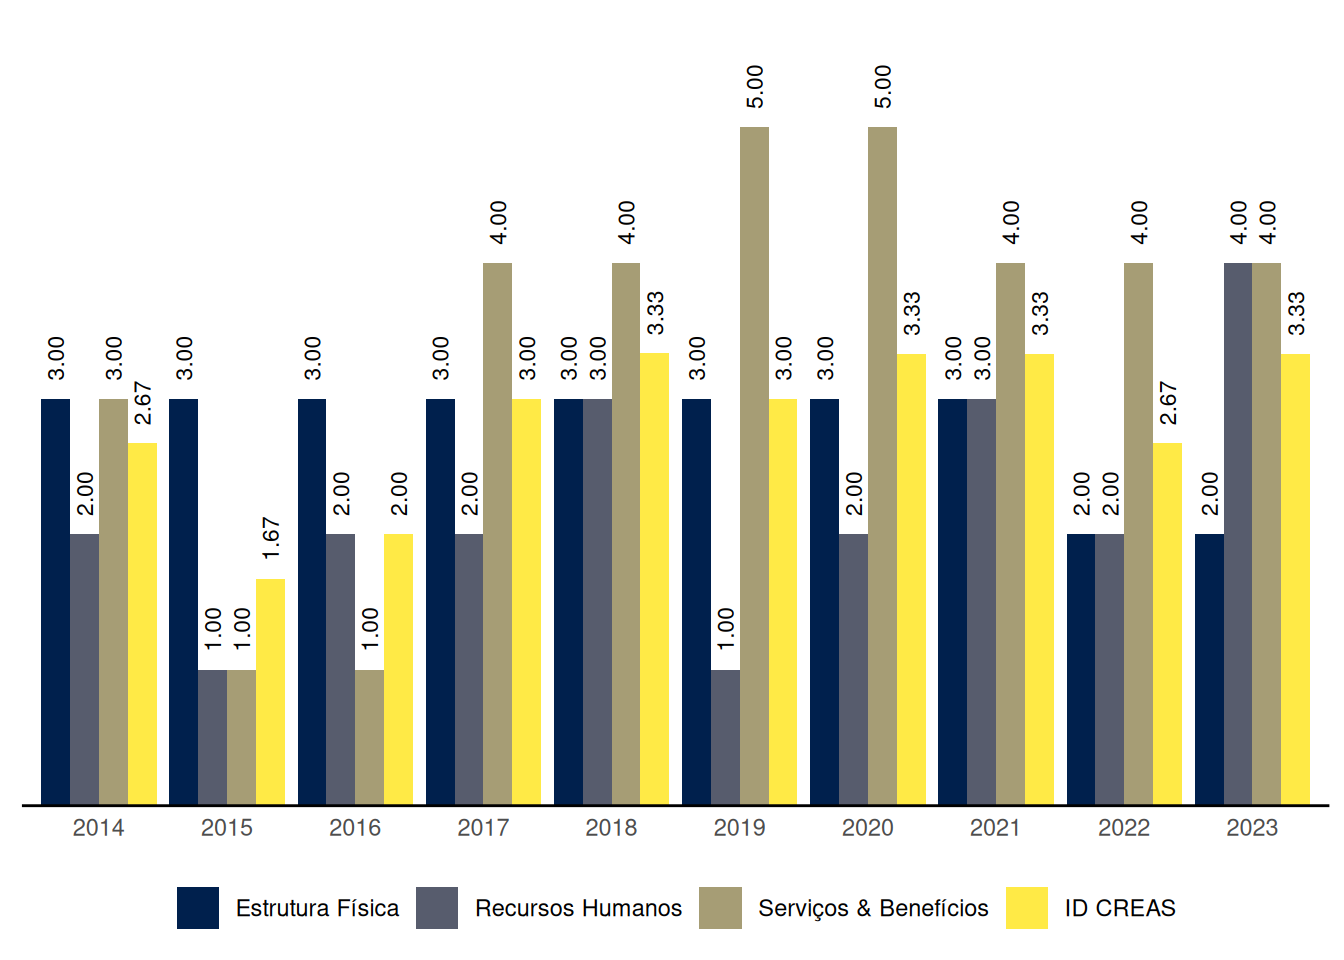 5.00 5.00
4.00 4.00 4.00 4.00 4.00 4.00
3.33 3.33 3.33 3.33
3.00 3.00 3.00 3.00 3.00 3.00 3.00 3.00 3.00 3.00 3.00 3.00 3.00
2.67 2.67
2.00 2.00 2.00 2.00 2.00 2.00 2.00 2.00
1.67
1.00 1.00 1.00 1.00
2014 2015 2016 2017 2018 2019 2020 2021 2022 2023
Estrutura Física Recursos Humanos Serviços & Benefícios ID CREAS